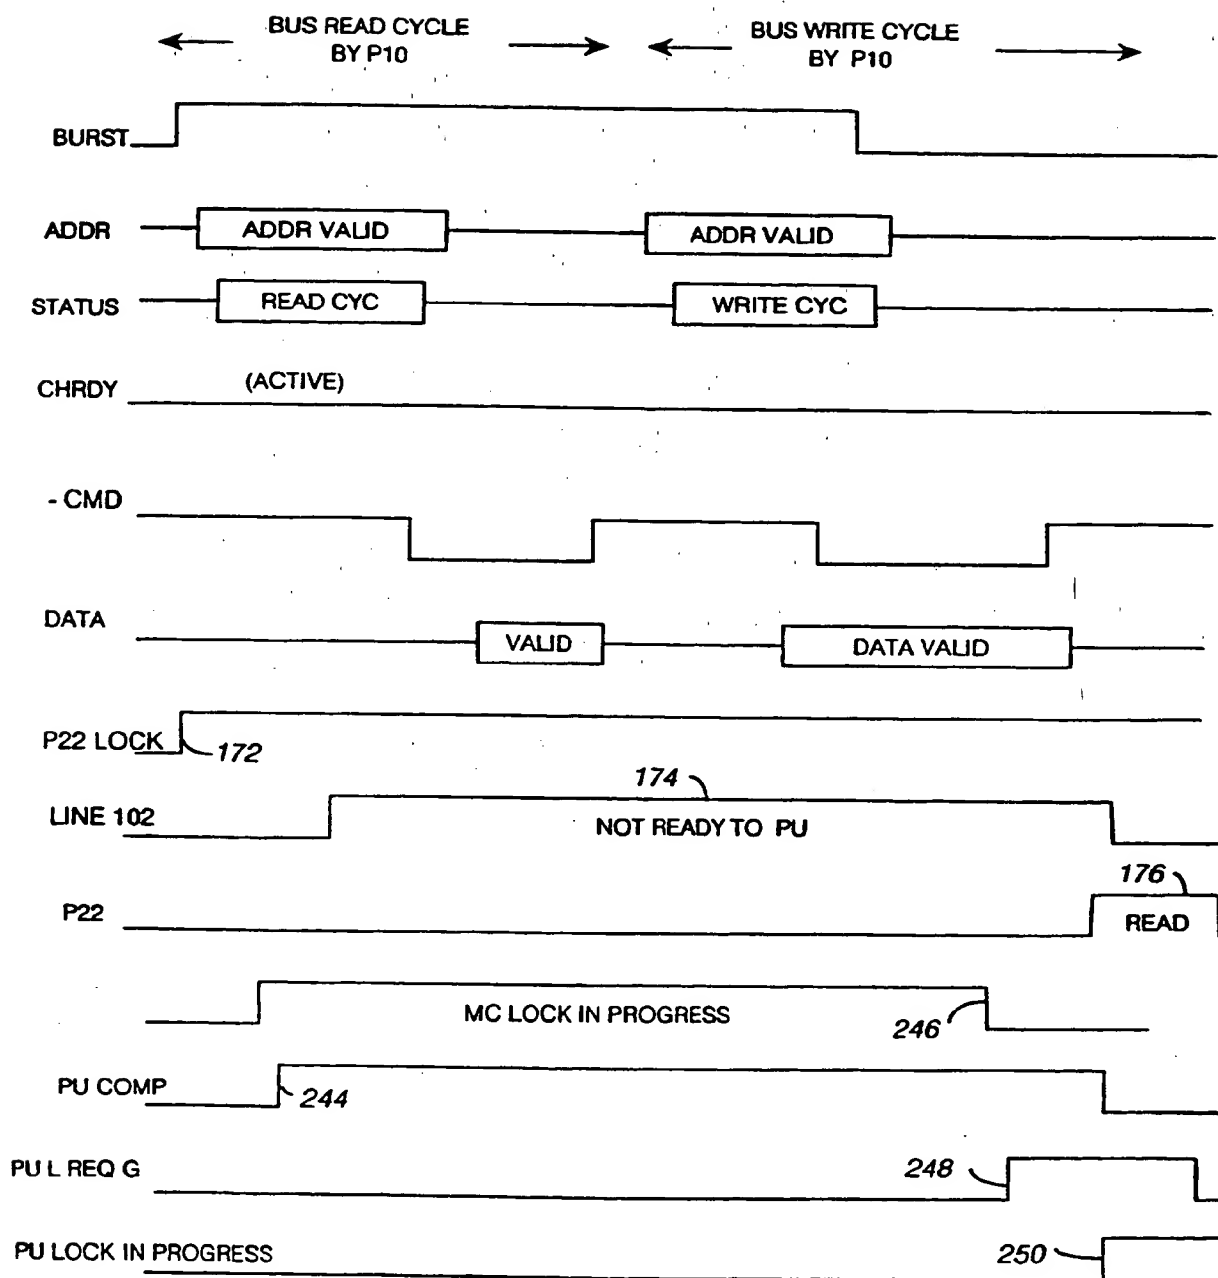 BUS READ CYCLE
BY P10
BUS WRITE CYCLE
BY P10
BURST
ADDR
ADDR VALID
ADDR VALID
STATUS
READ CYC
WRITE CYC
CHRDY
(ACTIVE)
- CMD
DATA
VALID
DATA VALID
P22 LOCK
172
LINE 102
174
NOT READY TO PU
P22
176
READ
MC LOCK IN PROGRESS
246
PU COMP
244
PU L REQ G
248
PU LOCK IN PROGRESS
250